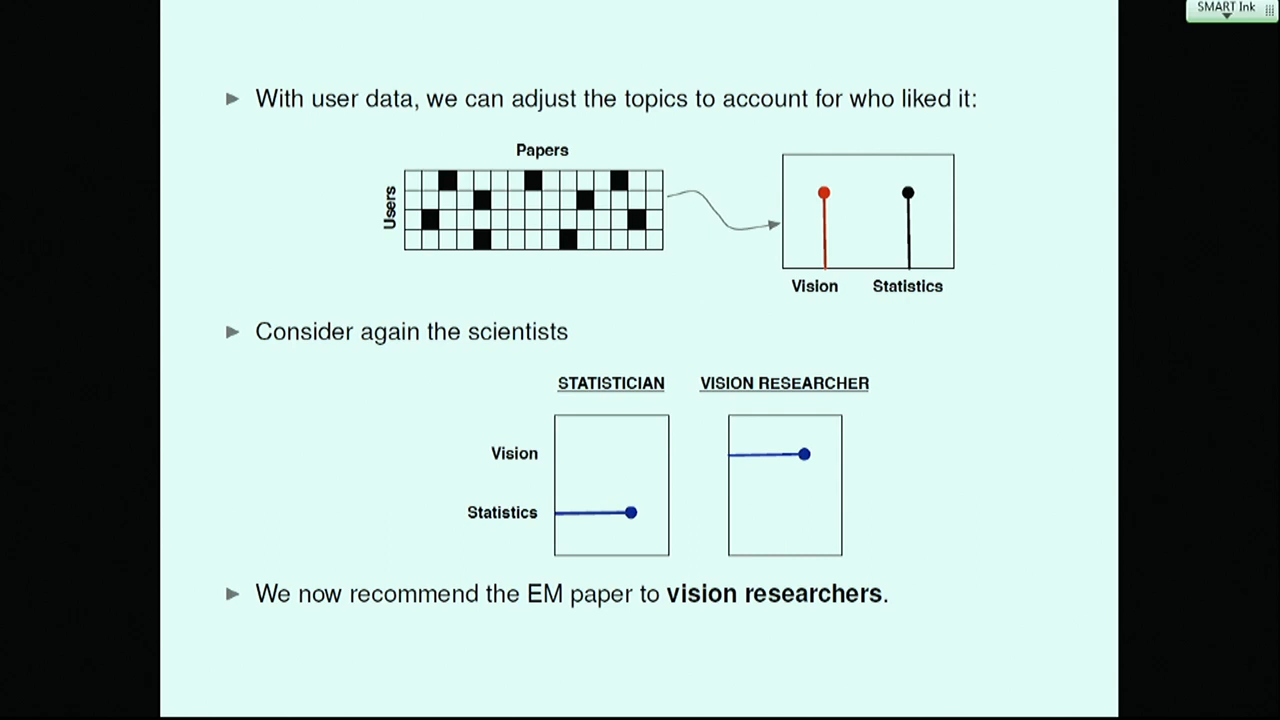 SMART Ink
With user data, we can adjust the topics to account for who liked it:
Papers
Users
Vision Statistics
Consider again the scientists
STATISTICIAN VISION RESEARCHER
Vision
Statistics
We now recommend the EM paper to vision researchers.